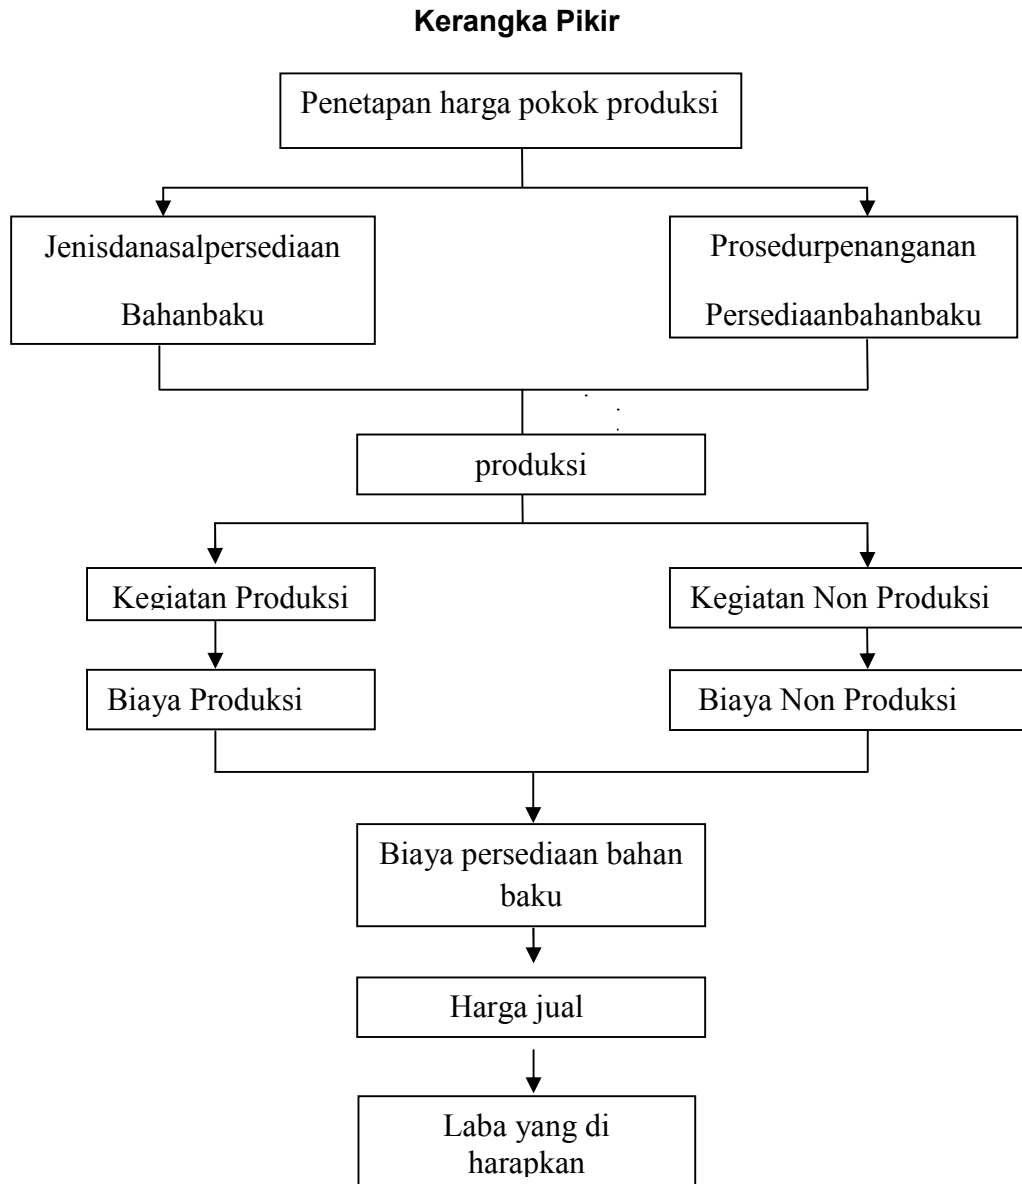 Kerangka Pikir
Penetapan harga pokok produksi
Jenisdanasalpersediaan
Bahanbaku
Prosedurpenanganan
Persediaanbahanbaku
produksi
Kegiatan Produksi
Kegiatan Non Produksi
Biaya Produksi
Biaya Non Produksi
Biaya persediaan bahan
baku
Harga jual
Laba yang di
harapkan